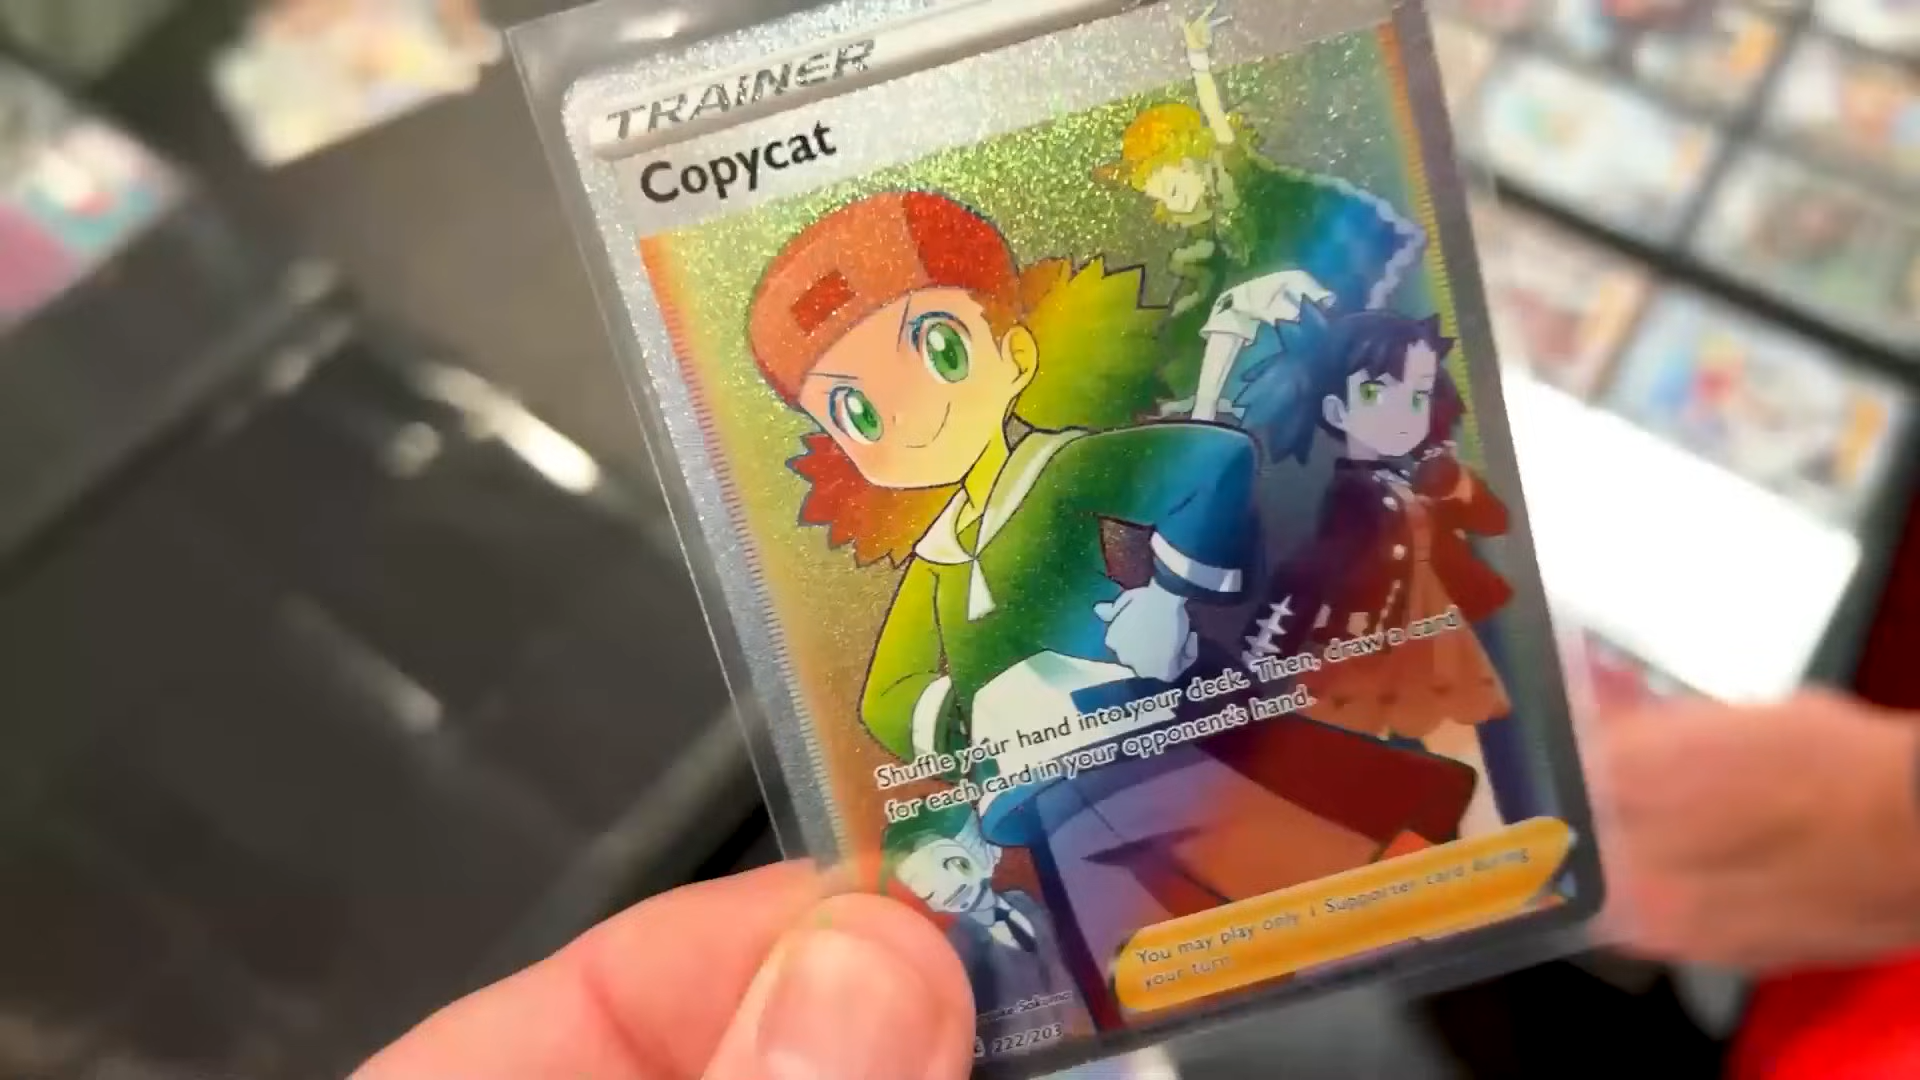 TRAINER
Copycat
Shuffle your hand into your deck. Then, draw a card
for each card in your opponent's hand.
You may play only 1 Supporter card during
your turn.
222/203